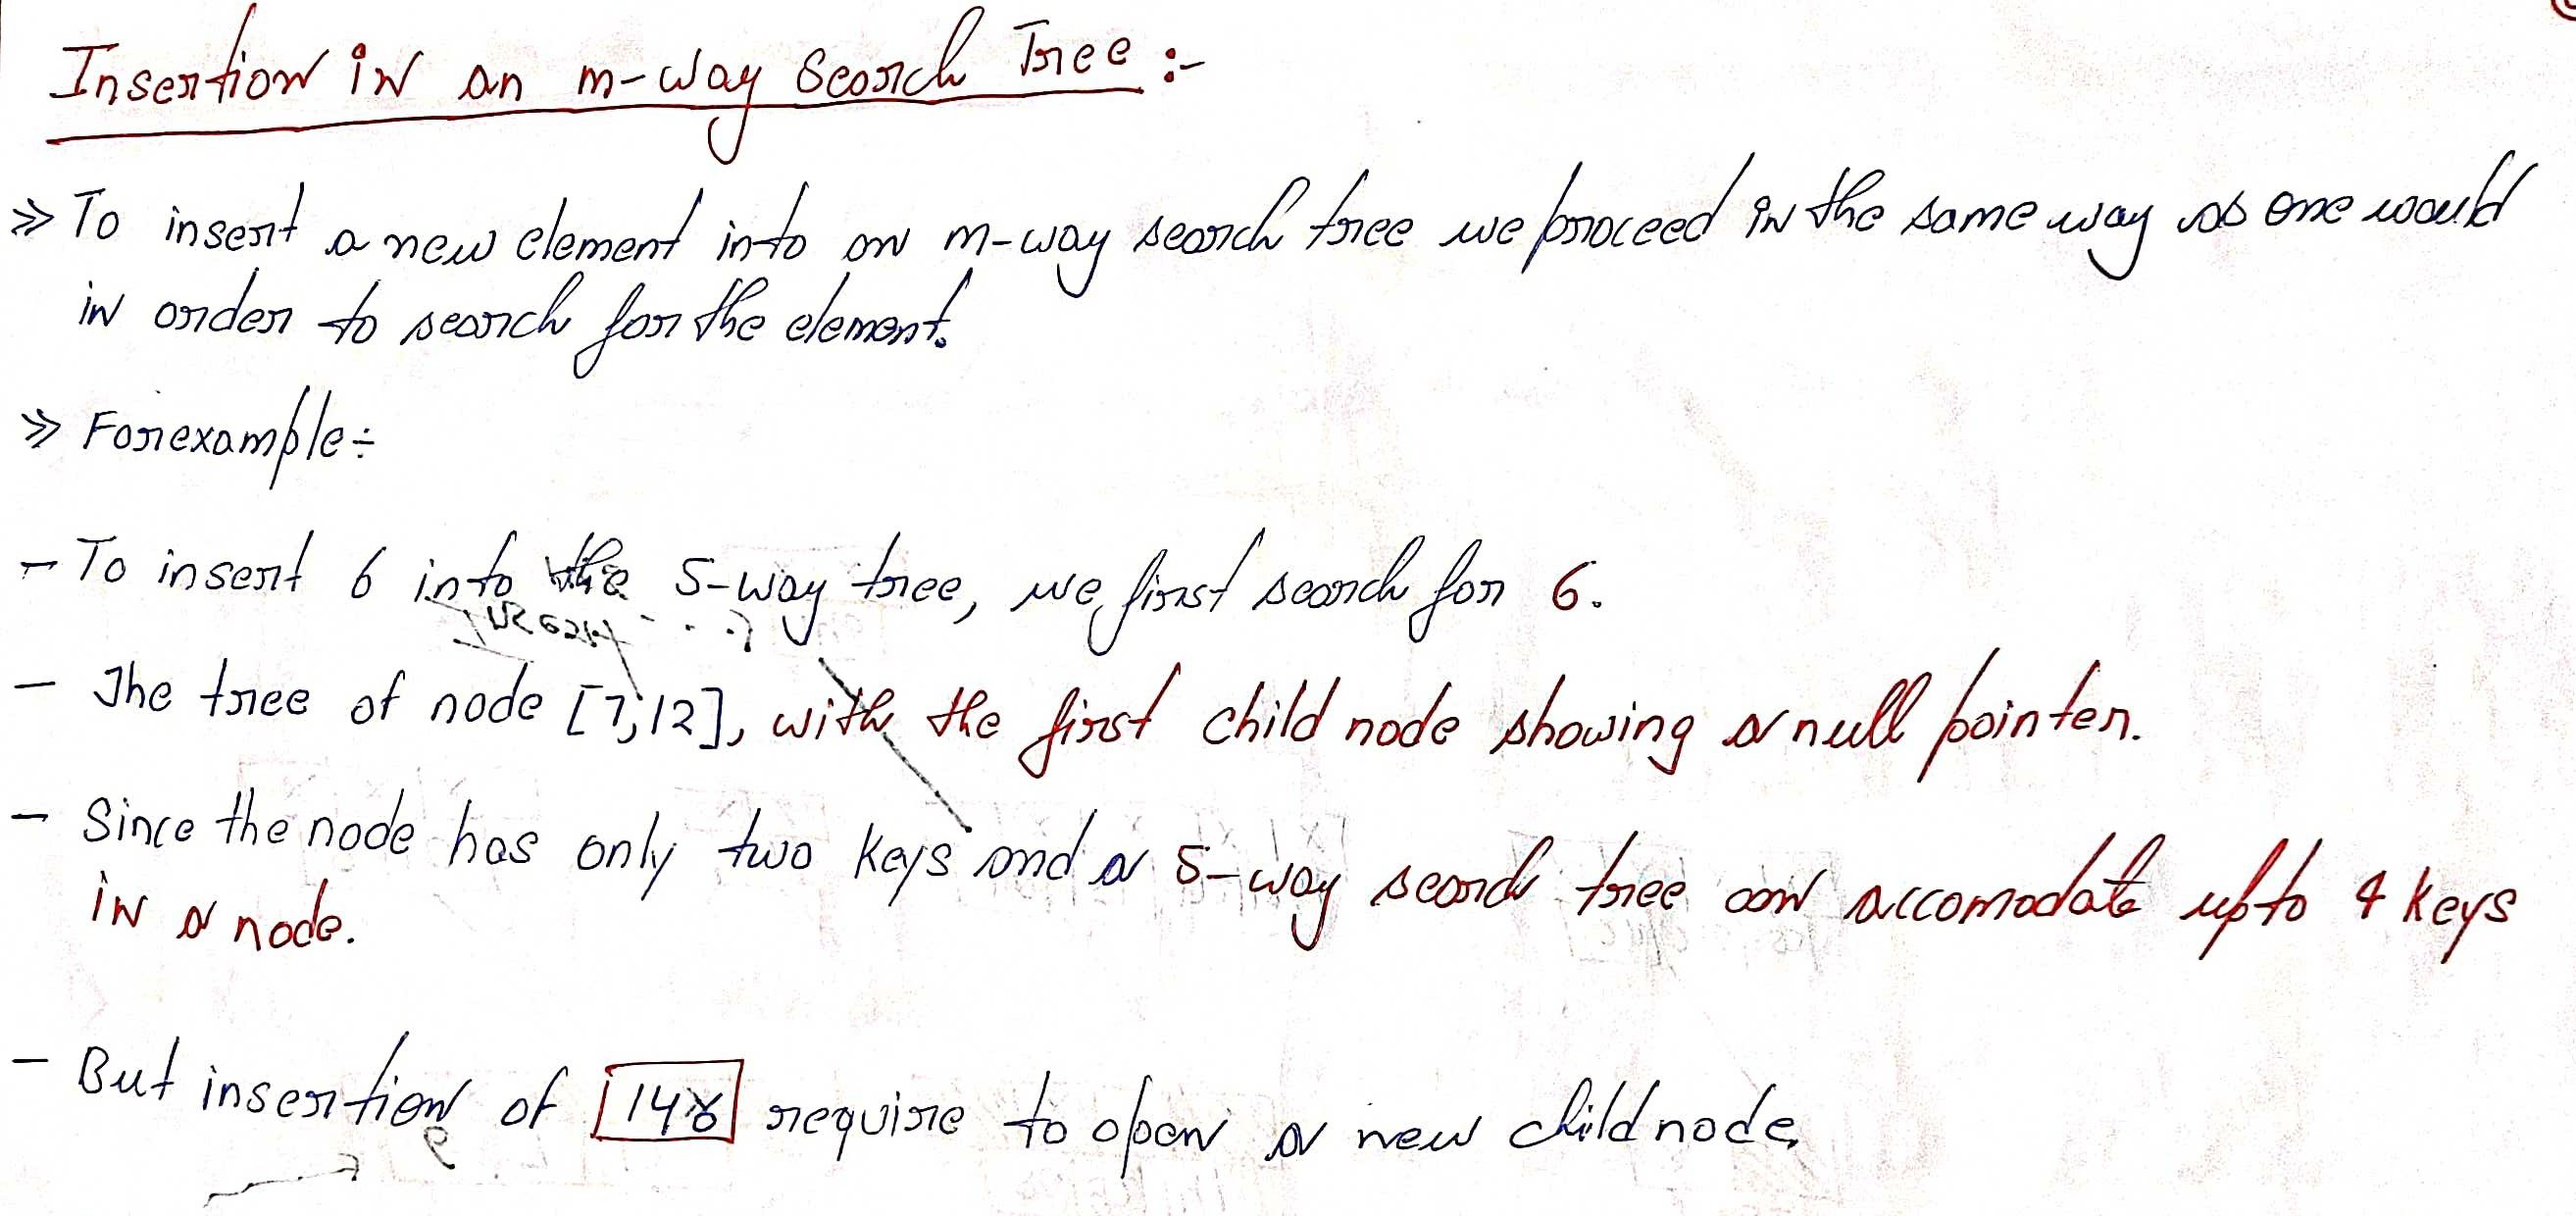 Insertion in an m-way Search Tree :-
» To insert a new element into an m-way search tree we proceed in the same way as one would
in order to search for the element.
» For example:-
- To insert 6 into the 5-way tree, we first search for 6.
- The tree of node [7,12], with the first child node showing a null pointer.
- Since the node has only two keys and a 5-way search tree can accomodate upto 4 keys
in a node.
- But insertion of 148 require to open a new child node.